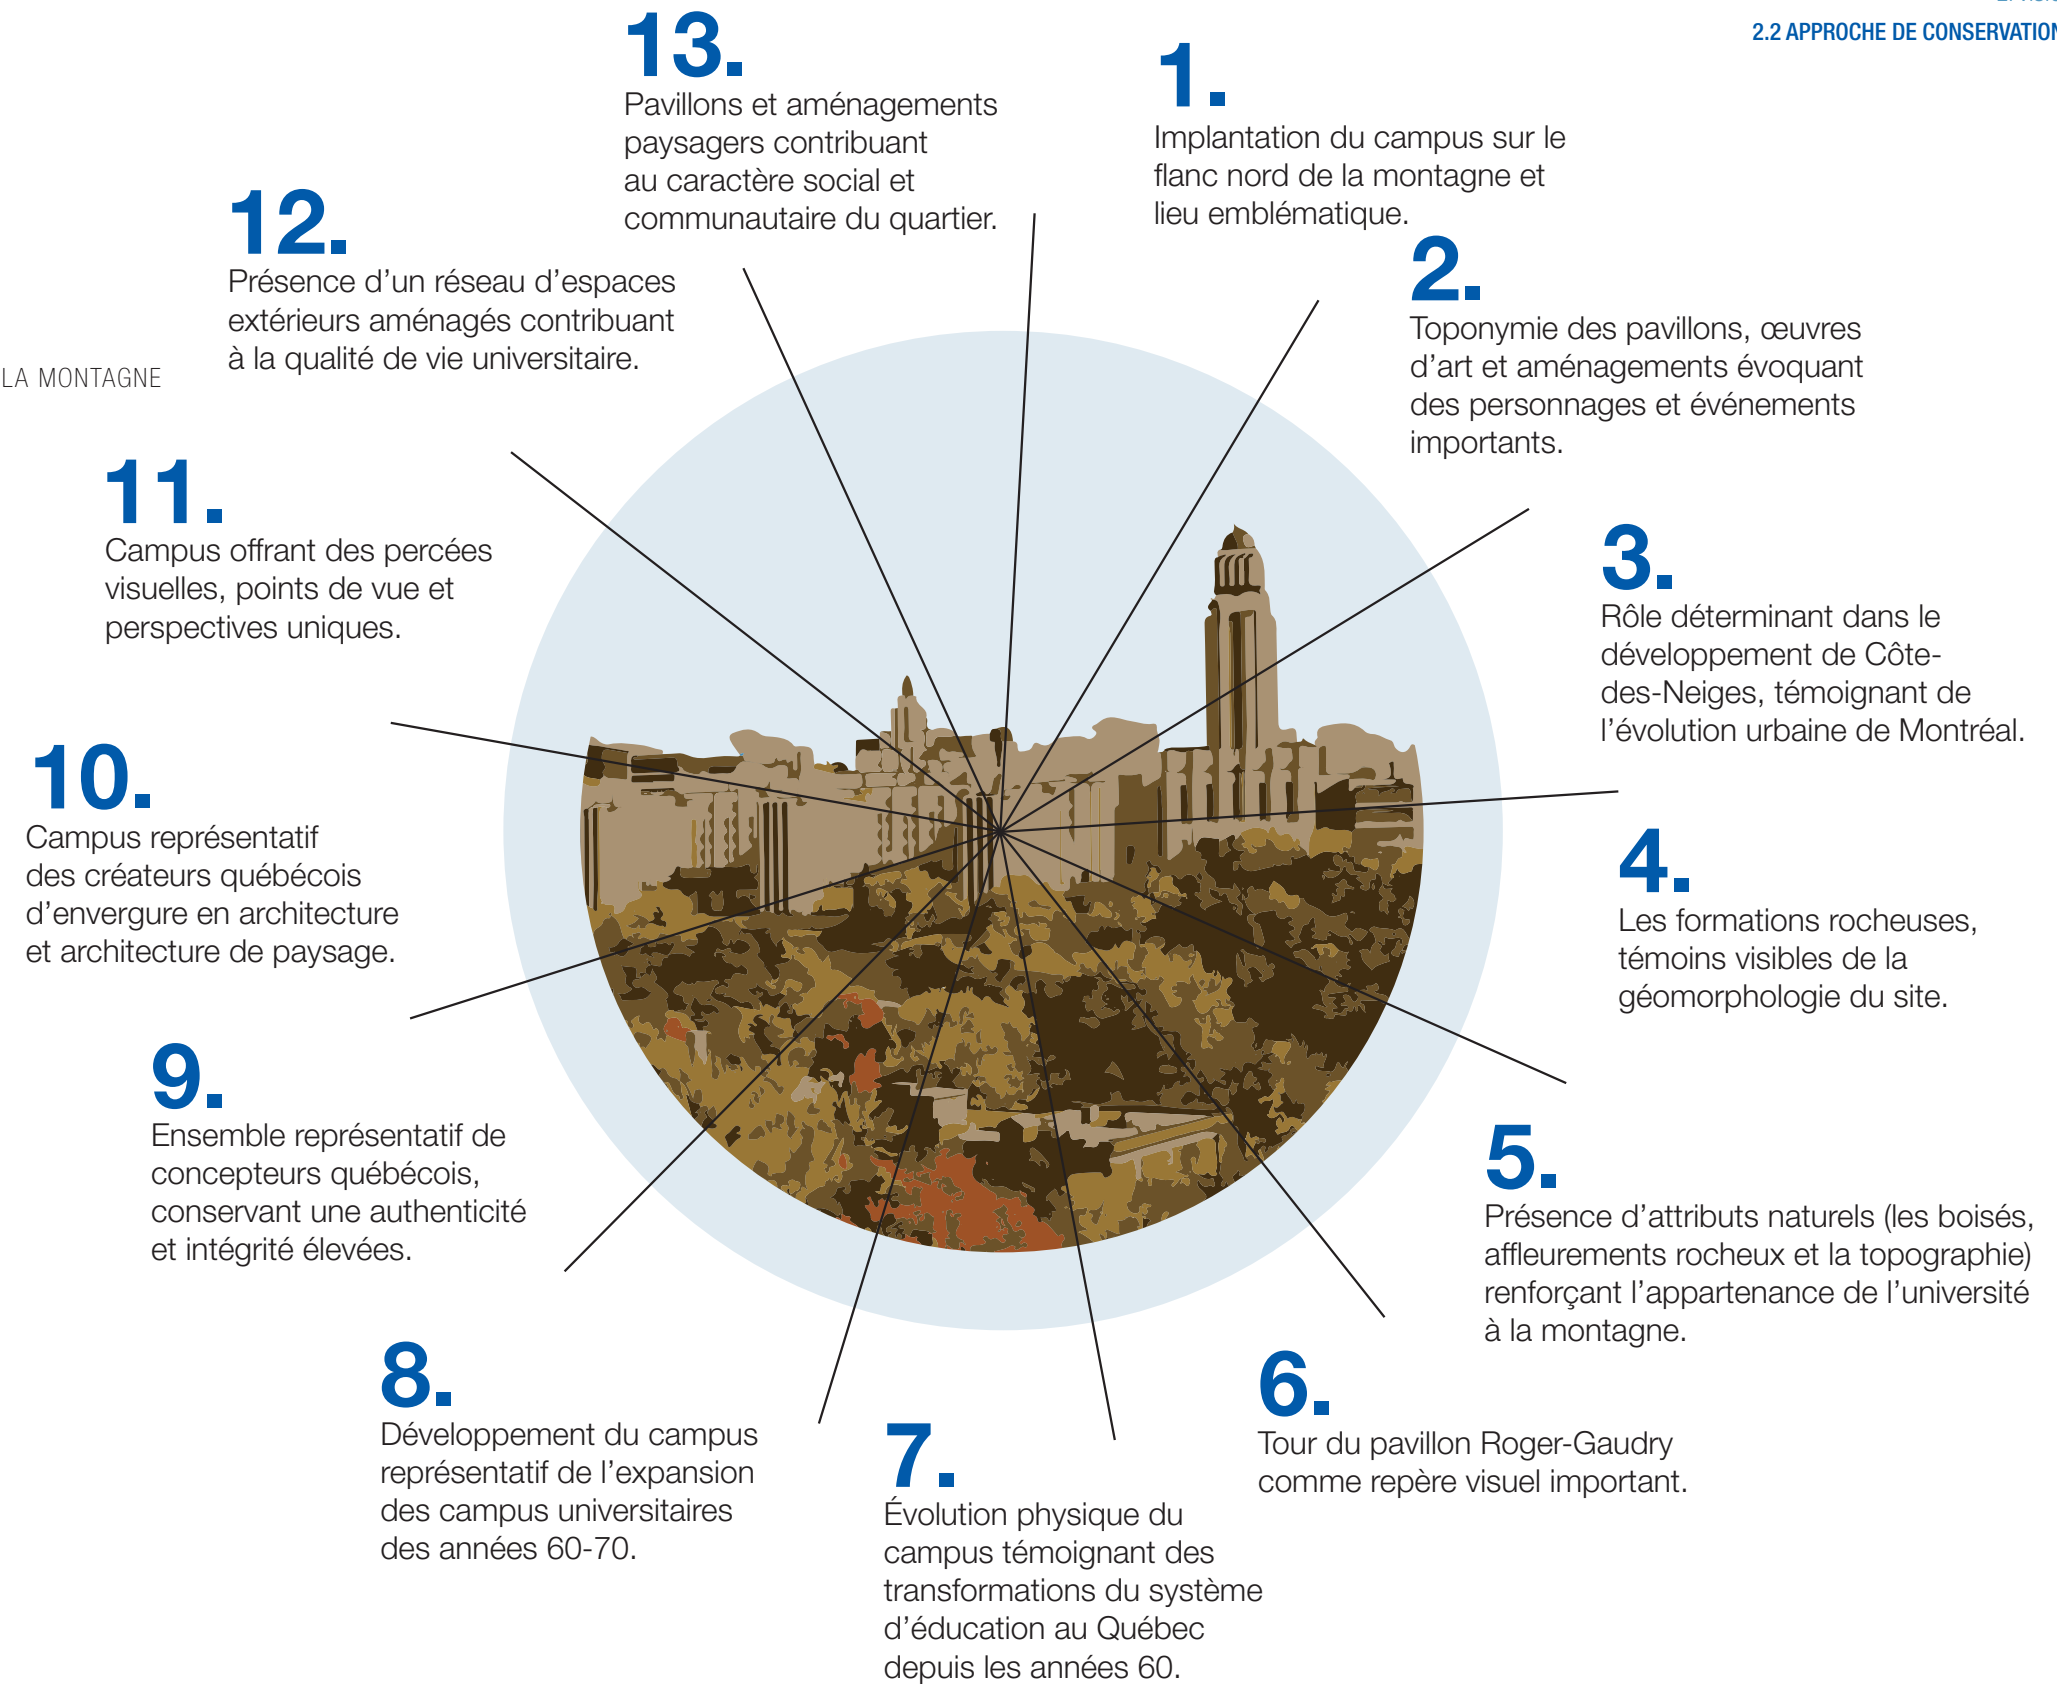 2.2 APPROCHE DE CONSERVATION
LA MONTAGNE
1.
Implantation du campus sur le
flanc nord de la montagne et
lieu emblématique.
2.
Toponymie des pavillons, œuvres
d’art et aménagements évoquant
des personnages et événements
importants.
3.
Rôle déterminant dans le
développement de Côte-
des-Neiges, témoignant de
l’évolution urbaine de Montréal.
4.
Les formations rocheuses,
témoins visibles de la
géomorphologie du site.
5.
Présence d’attributs naturels (les boisés,
affleurements rocheux et la topographie)
renforçant l’appartenance de l’université
à la montagne.
6.
Tour du pavillon Roger-Gaudry
comme repère visuel important.
7.
Évolution physique du
campus témoignant des
transformations du système
d’éducation au Québec
depuis les années 60.
8.
Développement du campus
représentatif de l’expansion
des campus universitaires
des années 60-70.
9.
Ensemble représentatif de
concepteurs québécois,
conservant une authenticité
et intégrité élevées.
10.
Campus représentatif
des créateurs québécois
d’envergure en architecture
et architecture de paysage.
11.
Campus offrant des percées
visuelles, points de vue et
perspectives uniques.
12.
Présence d’un réseau d’espaces
extérieurs aménagés contribuant
à la qualité de vie universitaire.
13.
Pavillons et aménagements
paysagers contribuant
au caractère social et
communautaire du quartier.